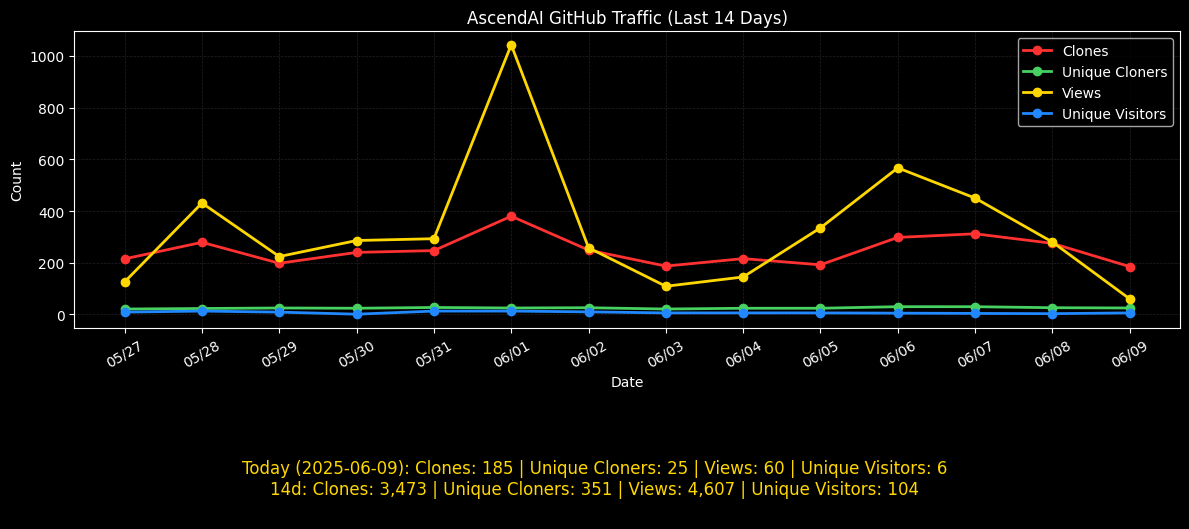 AscendAI GitHub Traffic (Last 14 Days)
Clones
Unique Cloners
Views
Unique Visitors
Count
1000
800
600
400
200
0
05/27
05/28
05/29
05/30
05/31
06/01
06/02
06/03
06/04
06/05
06/06
06/07
06/08
06/09
Date
Today (2025-06-09): Clones: 185 | Unique Cloners: 25 | Views: 60 | Unique Visitors: 6
14d: Clones: 3,473 | Unique Cloners: 351 | Views: 4,607 | Unique Visitors: 104